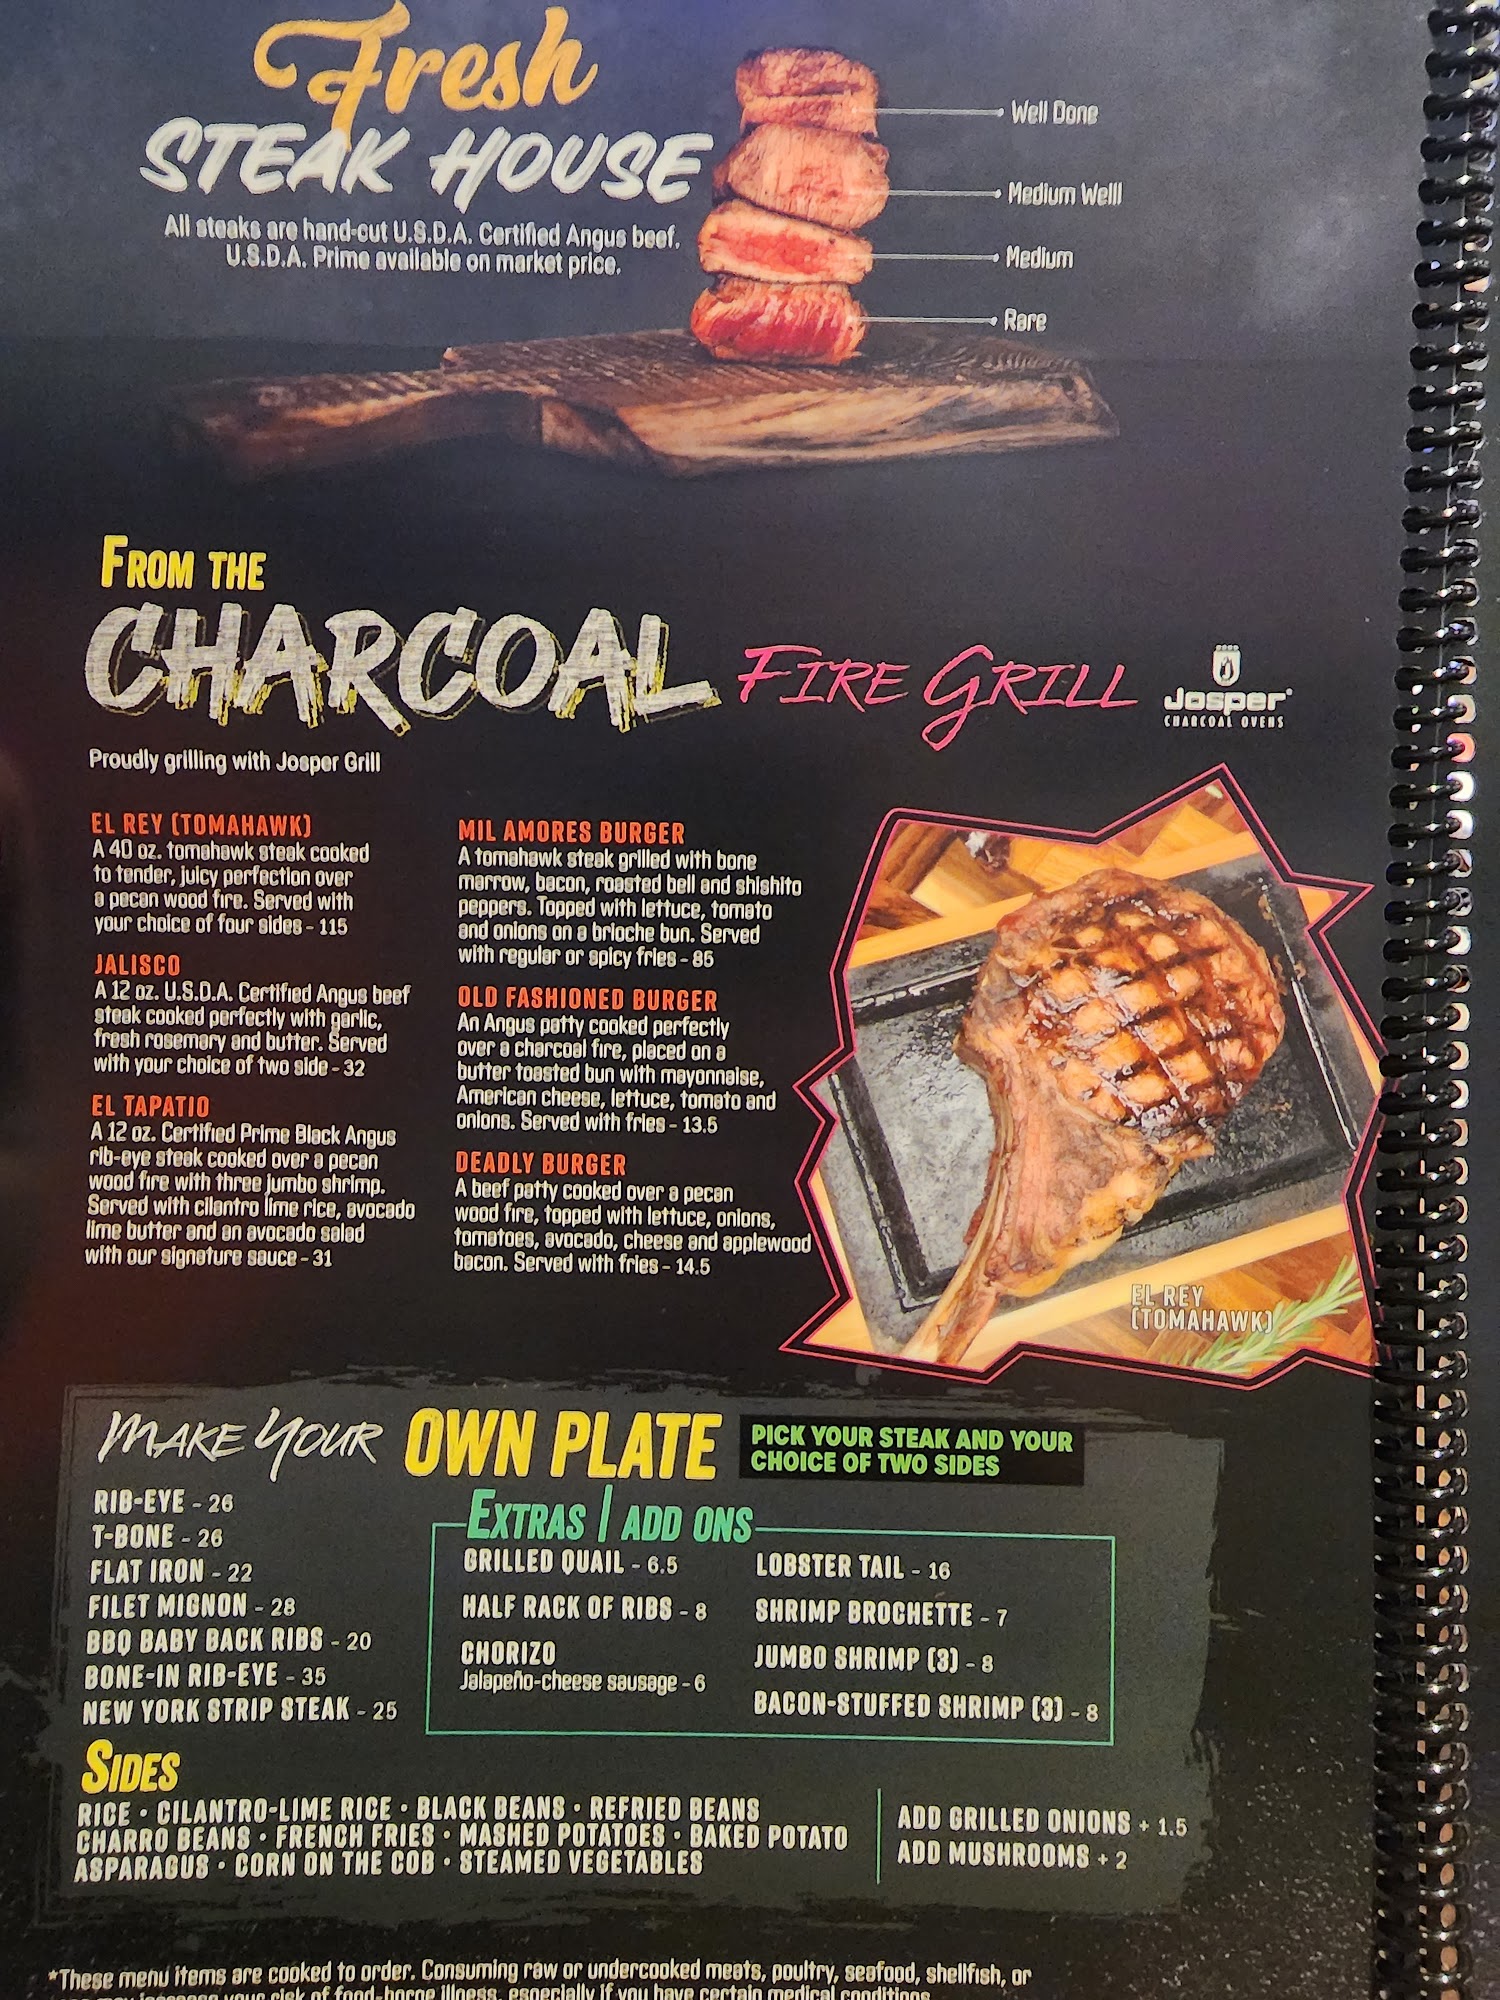 Fresh
STEAK HOUSE
All steaks are hand-cut U.S.D.A. Certified Angus beef.
U.S.D.A. Prime available on market price.
Well Done
Medium Welll
Medium
Rare
FROM THE
CHARCOAL FIRE GRILL
Josper
CHARCOAL OVENS
Proudly grilling with Josper Grill
EL REY (TOMAHAWK)
A 40 oz. tomahawk steak cooked
to tender, juicy perfection over
a pecan wood fire. Served with
your choice of four sides - 115
JALISCO
A 12 oz. U.S.D.A. Certified Angus beef
steak cooked perfectly with garlic,
fresh rosemary and butter. Served
with your choice of two side - 32
EL TAPATIO
A 12 oz. Certified Prime Black Angus
rib-eye steak cooked over a pecan
wood fire with three jumbo shrimp.
Served with cilantro lime rice, avocado
lime butter and an avocado salad
with our signature sauce - 31
MIL AMORES BURGER
A tomahawk steak grilled with bone
marrow, bacon, roasted bell and shishito
peppers. Topped with lettuce, tomato
and onions on a brioche bun. Served
with regular or spicy fries - 85
OLD FASHIONED BURGER
An Angus patty cooked perfectly
over a charcoal fire, placed on a
butter toasted bun with mayonnaise,
American cheese, lettuce, tomato and
onions. Served with fries - 13.5
DEADLY BURGER
A beef patty cooked over a pecan
wood fire, topped with lettuce, onions,
tomatoes, avocado, cheese and applewood
bacon. Served with fries - 14.5
EL REY
(TOMAHAWK)
MAKE YOUR OWN PLATE
PICK YOUR STEAK AND YOUR
CHOICE OF TWO SIDES
RIB-EYE - 26
T-BONE - 26
FLAT IRON - 22
FILET MIGNON - 28
BBQ BABY BACK RIBS - 20
BONE-IN RIB-EYE - 35
NEW YORK STRIP STEAK - 25
EXTRAS | ADD ONS
GRILLED QUAIL - 6.5
HALF RACK OF RIBS - 8
CHORIZO
Jalapeño-cheese sausage - 6
LOBSTER TAIL - 16
SHRIMP BROCHETTE - 7
JUMBO SHRIMP (3) - 8
BACON-STUFFED SHRIMP (3) - 8
SIDES
RICE • CILANTRO-LIME RICE • BLACK BEANS • REFRIED BEANS
CHARRO BEANS • FRENCH FRIES • MASHED POTATOES • BAKED POTATO
ASPARAGUS • CORN ON THE COB • STEAMED VEGETABLES
ADD GRILLED ONIONS + 1.5
ADD MUSHROOMS + 2
*These menu items are cooked to order. Consuming raw or undercooked meats, poultry, seafood, shellfish, or
may increase your risk of food-borne illness, especially if you have certain medical conditions.